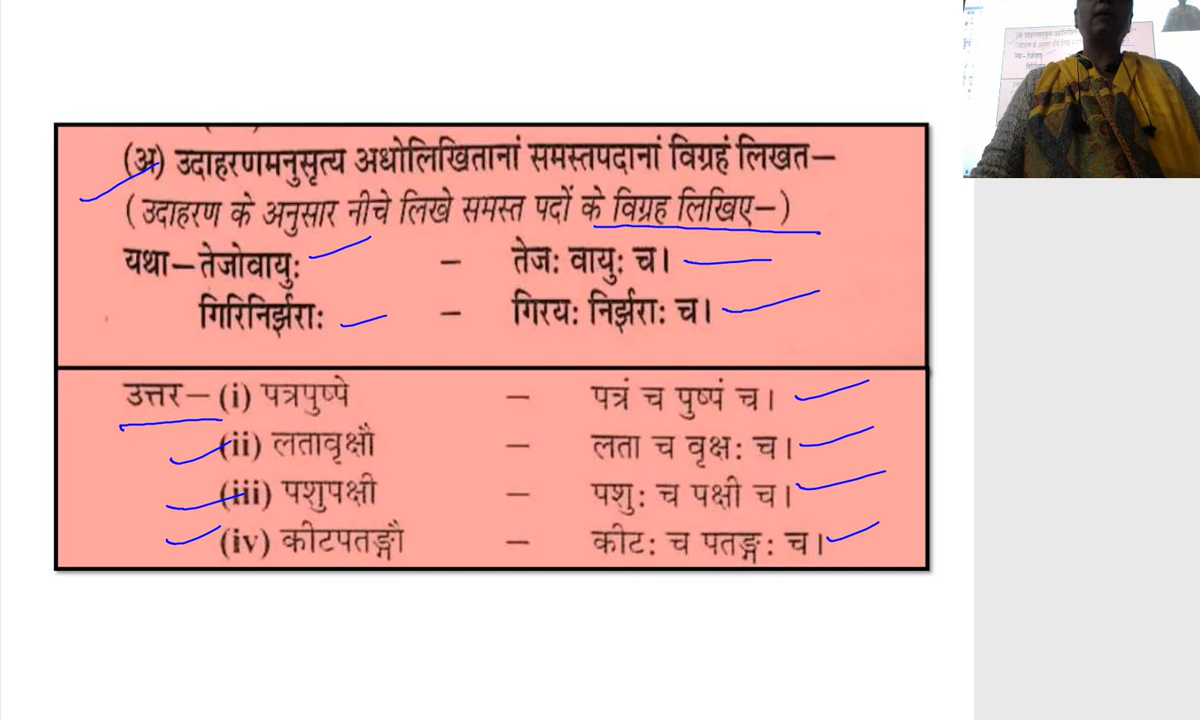 (अ) उदाहरणमनुसृत्य अधोलिखितानां समस्तपदानां विग्रहं लिखत–
( उदाहरण के अनुसार नीचे लिखे समस्त पदों के विग्रह लिखिए–)
यथा–तेजोवायुः – तेजः वायुः च।
गिरिनिर्झराः – गिरयः निर्झराः च।
उत्तर– (i) पत्रपुष्पे – पत्रं च पुष्पं च।
(ii) लतावृक्षौ – लता च वृक्षः च।
(iii) पशुपक्षी – पशुः च पक्षी च।
(iv) कीटपतङ्गौ – कीटः च पतङ्गः च।